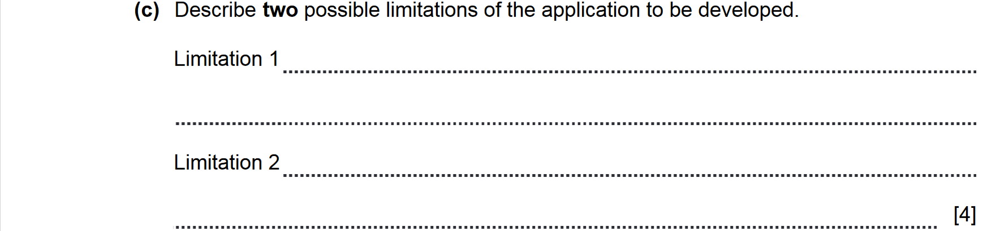 (c) Describe two possible limitations of the application to be developed.
Limitation 1
Limitation 2
[4]